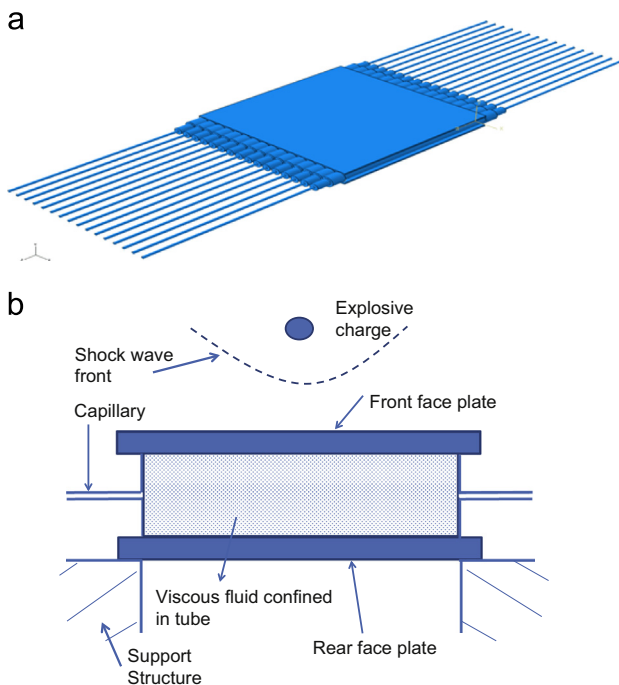 a
b
Explosive
charge
Shock wave
front
Capillary
Front face plate
Viscous fluid confined
in tube
Rear face plate
Support
Structure